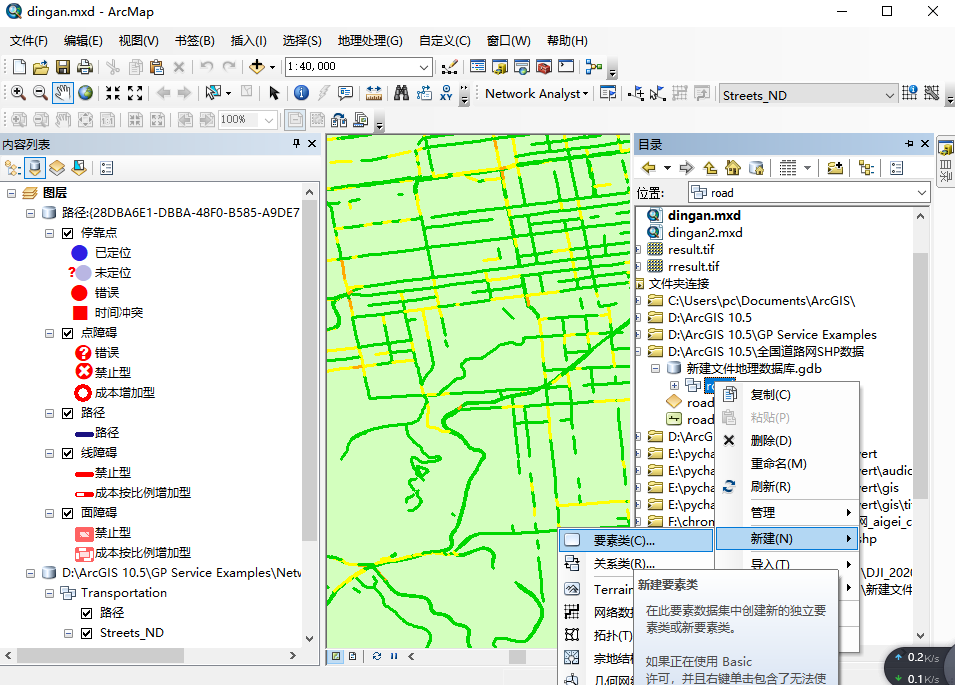 dingan.mxd - ArcMap
文件(F) 编辑(E) 视图(V) 书签(B) 插入(I) 选择(S) 地理处理(G) 自定义(C) 窗口(W) 帮助(H)
1:40,000
Network Analyst
Streets_ND
100%
内容列表
图层
路径:{28DBA6E1-DBBA-48F0-B585-A9DE7
停靠点
已定位
未定位
错误
时间冲突
点障碍
错误
禁止型
成本增加型
路径
路径
线障碍
禁止型
成本按比例增加型
面障碍
禁止型
成本按比例增加型
D:\ArcGIS 10.5\GP Service Examples\Netw
Transportation
路径
Streets_ND
目录
位置: road
dingan.mxd
dingan2.mxd
result.tif
rresult.tif
文件夹连接
C:\Users\pc\Documents\ArcGIS\
D:\ArcGIS 10.5
D:\ArcGIS 10.5\GP Service Examples
D:\ArcGIS 10.5\全国道路网SHP数据
新建文件地理数据库.gdb
road
road
D:\ArcG
E:\pycha
vert
E:\pycha
vert\audio
E:\pycha
vert\gis
E:\pycha
vert\gis\ti
F:\chrom
网_aigei_c
shp
\DJI_202
\新建文件
复制(C)
粘贴(P)
删除(D)
重命名(M)
刷新(R)
管理
新建(N)
导入(T)
要素类(C)...
关系类(R)...
Terrain
网络数据
拓扑(T)
宗地结构
几何网络
新建要素类
在此要素数据集中创建新的独立要
素类或新要素类。
如果正在使用 Basic
许可，并且右键单击包含了无法使
目录
0.2K/s
0.1K/s